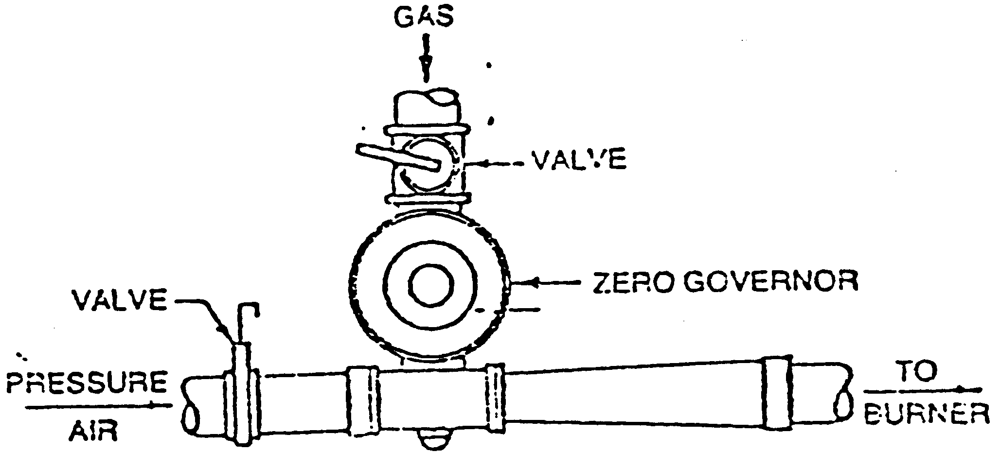 GAS
VALVE
ZERO GOVERNOR
VALVE
PRESSURE
AIR
TO
BURNER